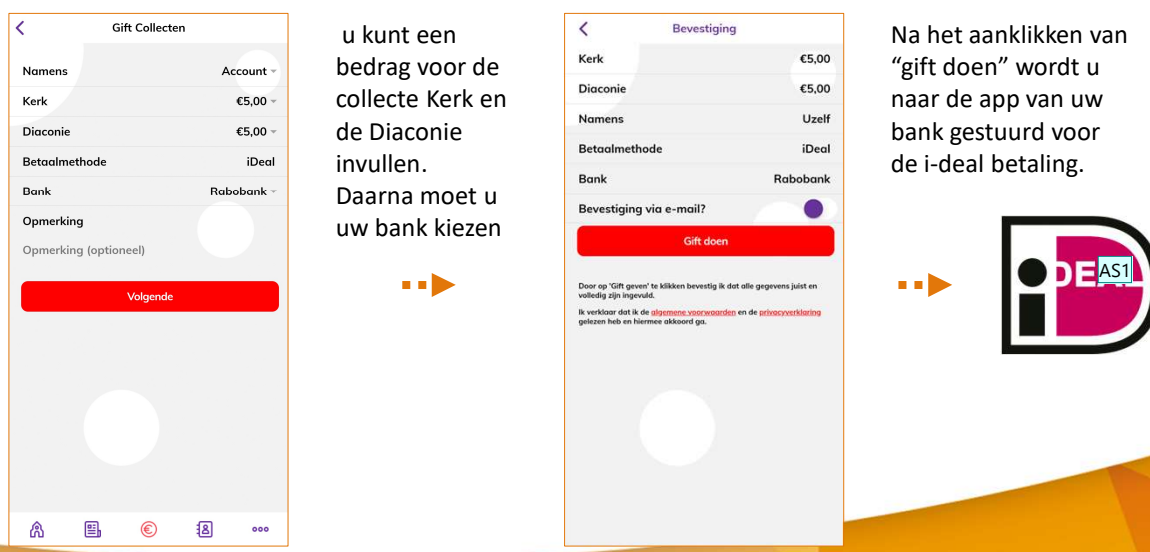 Gift Collecten
Namens Account
Kerk €5,00
Diaconie €5,00
Betaalmethode iDeal
Bank Rabobank
Opmerking
Opmerking (optioneel)
Volgende
u kunt een
bedrag voor de
collecte Kerk en
de Diaconie
invullen.
Daarna moet u
uw bank kiezen
Bevestiging
Kerk €5,00
Diaconie €5,00
Namens Uzelf
Betaalmethode iDeal
Bank Rabobank
Bevestiging via e-mail?
Gift doen
Door op 'Gift geven' te klikken bevestig ik dat alle gegevens juist en
volledig zijn ingevuld.
Ik verklaar dat ik de algemene voorwaarden en de privacyverklaring
gelezen heb en hiermee akkoord ga.
Na het aanklikken van
“gift doen” wordt u
naar de app van uw
bank gestuurd voor
de i-deal betaling.
iDEAL
AS1